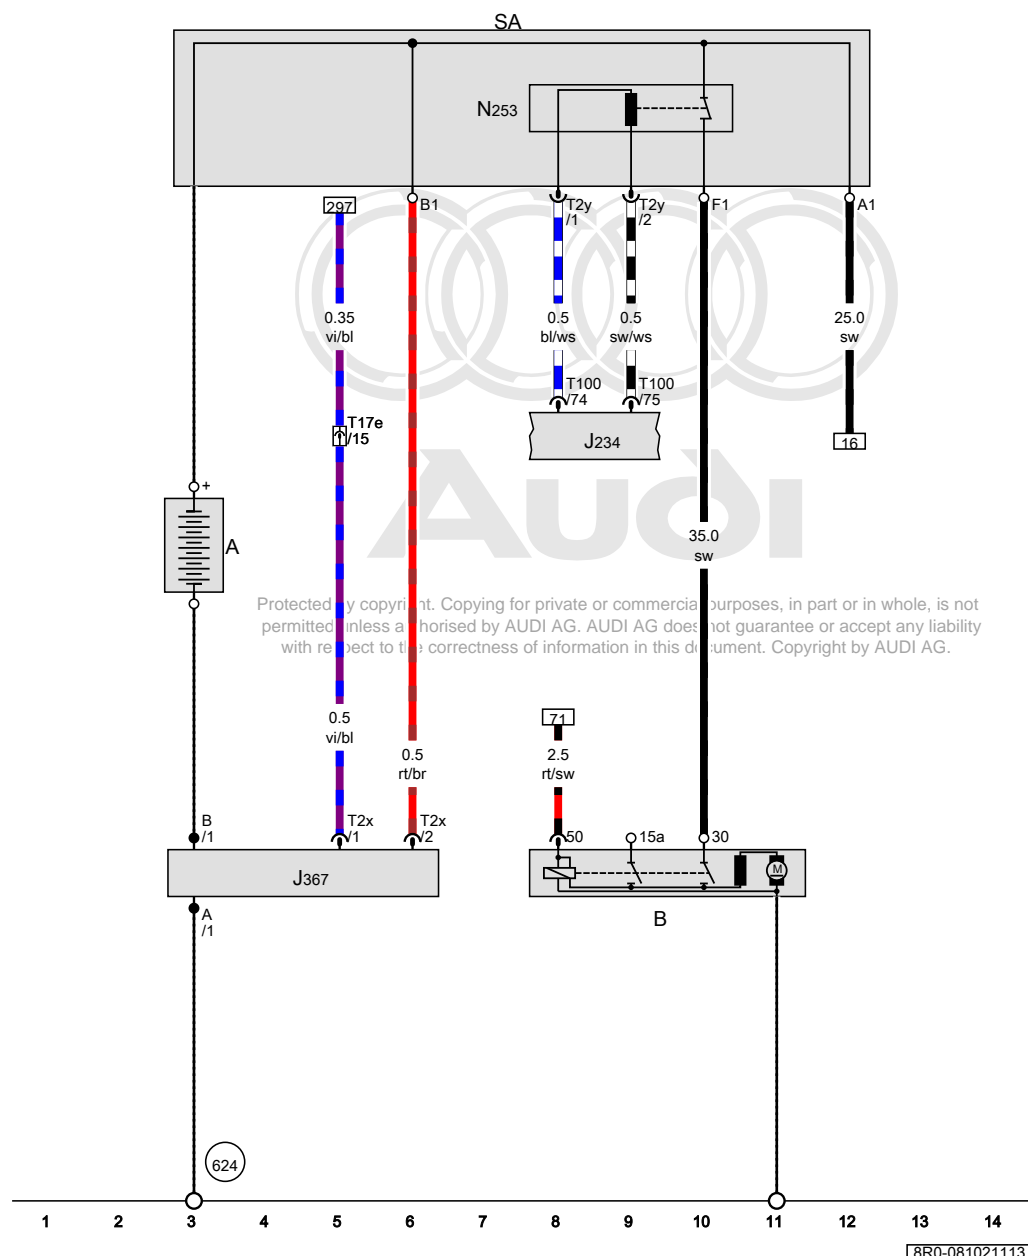 SA
N253
297
B1
T2y
/1
T2y
/2
F1
A1
0.35
vi/bl
0.5
bl/ws
0.5
sw/ws
25.0
sw
T100
/74
T100
/75
T17e
/15
J234
16
+
A
AUDI
35.0
sw
Protected by copyright. Copying for private or commercial purposes, in part or in whole, is not
permitted unless authorised by AUDI AG. AUDI AG does not guarantee or accept any liability
with respect to the correctness of information in this document. Copyright by AUDI AG.
71
0.5
vi/bl
0.5
rt/br
2.5
rt/sw
B
/1
T2x
/1
T2x
/2
50
15a
30
J367
M
A
/1
B
624
1 2 3 4 5 6 7 8 9 10 11 12 13 14
8R0-081021113